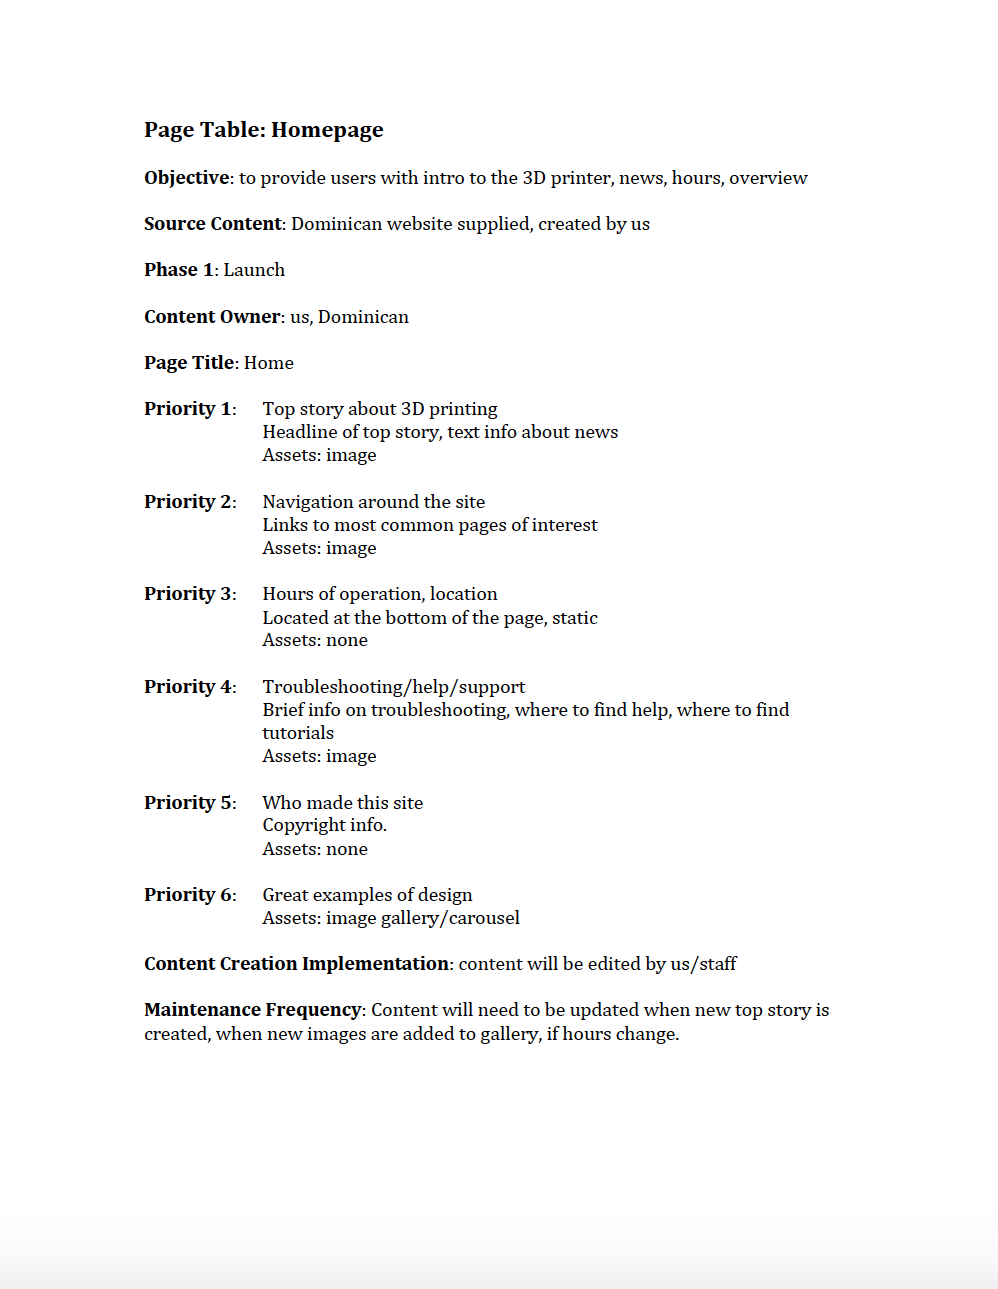 Page Table: Homepage
Objective: to provide users with intro to the 3D printer, news, hours, overview
Source Content: Dominican website supplied, created by us
Phase 1: Launch
Content Owner: us, Dominican
Page Title: Home
Priority 1: Top story about 3D printing
Headline of top story, text info about news
Assets: image
Priority 2: Navigation around the site
Links to most common pages of interest
Assets: image
Priority 3: Hours of operation, location
Located at the bottom of the page, static
Assets: none
Priority 4: Troubleshooting/help/support
Brief info on troubleshooting, where to find help, where to find
tutorials
Assets: image
Priority 5: Who made this site
Copyright info.
Assets: none
Priority 6: Great examples of design
Assets: image gallery/carousel
Content Creation Implementation: content will be edited by us/staff
Maintenance Frequency: Content will need to be updated when new top story is
created, when new images are added to gallery, if hours change.